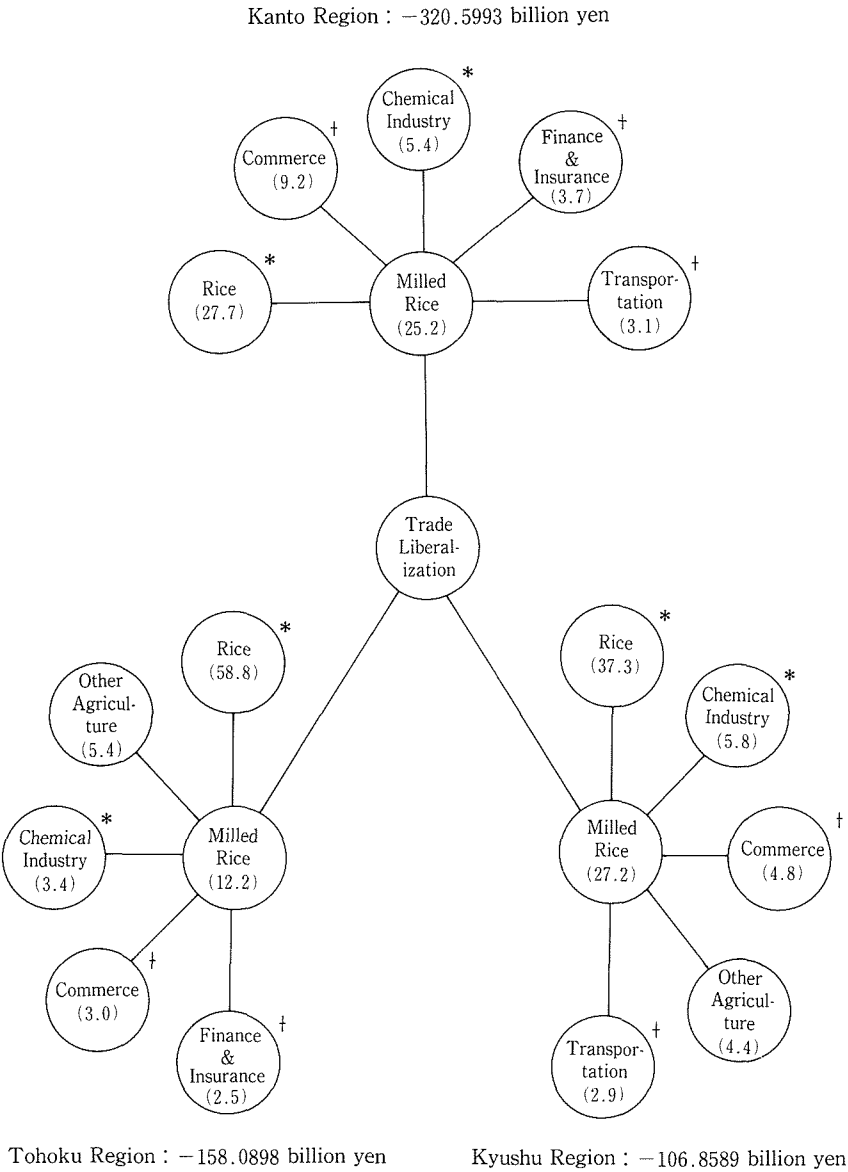 Kanto Region : −320.5993 billion yen
Chemical
Industry
(5.4)
*
Commerce
(9.2)
†
Finance
&
Insurance
(3.7)
†
Rice
(27.7)
*
Milled
Rice
(25.2)
Transpor-
tation
(3.1)
†
Trade
Liberal-
ization
Rice
(58.8)
*
Other
Agricul-
ture
(5.4)
Chemical
Industry
(3.4)
*
Milled
Rice
(12.2)
Commerce
(3.0)
†
Finance
&
Insurance
(2.5)
†
Rice
(37.3)
*
Chemical
Industry
(5.8)
*
Milled
Rice
(27.2)
Commerce
(4.8)
†
Other
Agricul-
ture
(4.4)
Transpor-
tation
(2.9)
†
Tohoku Region : −158.0898 billion yen
Kyushu Region : −106.8589 billion yen